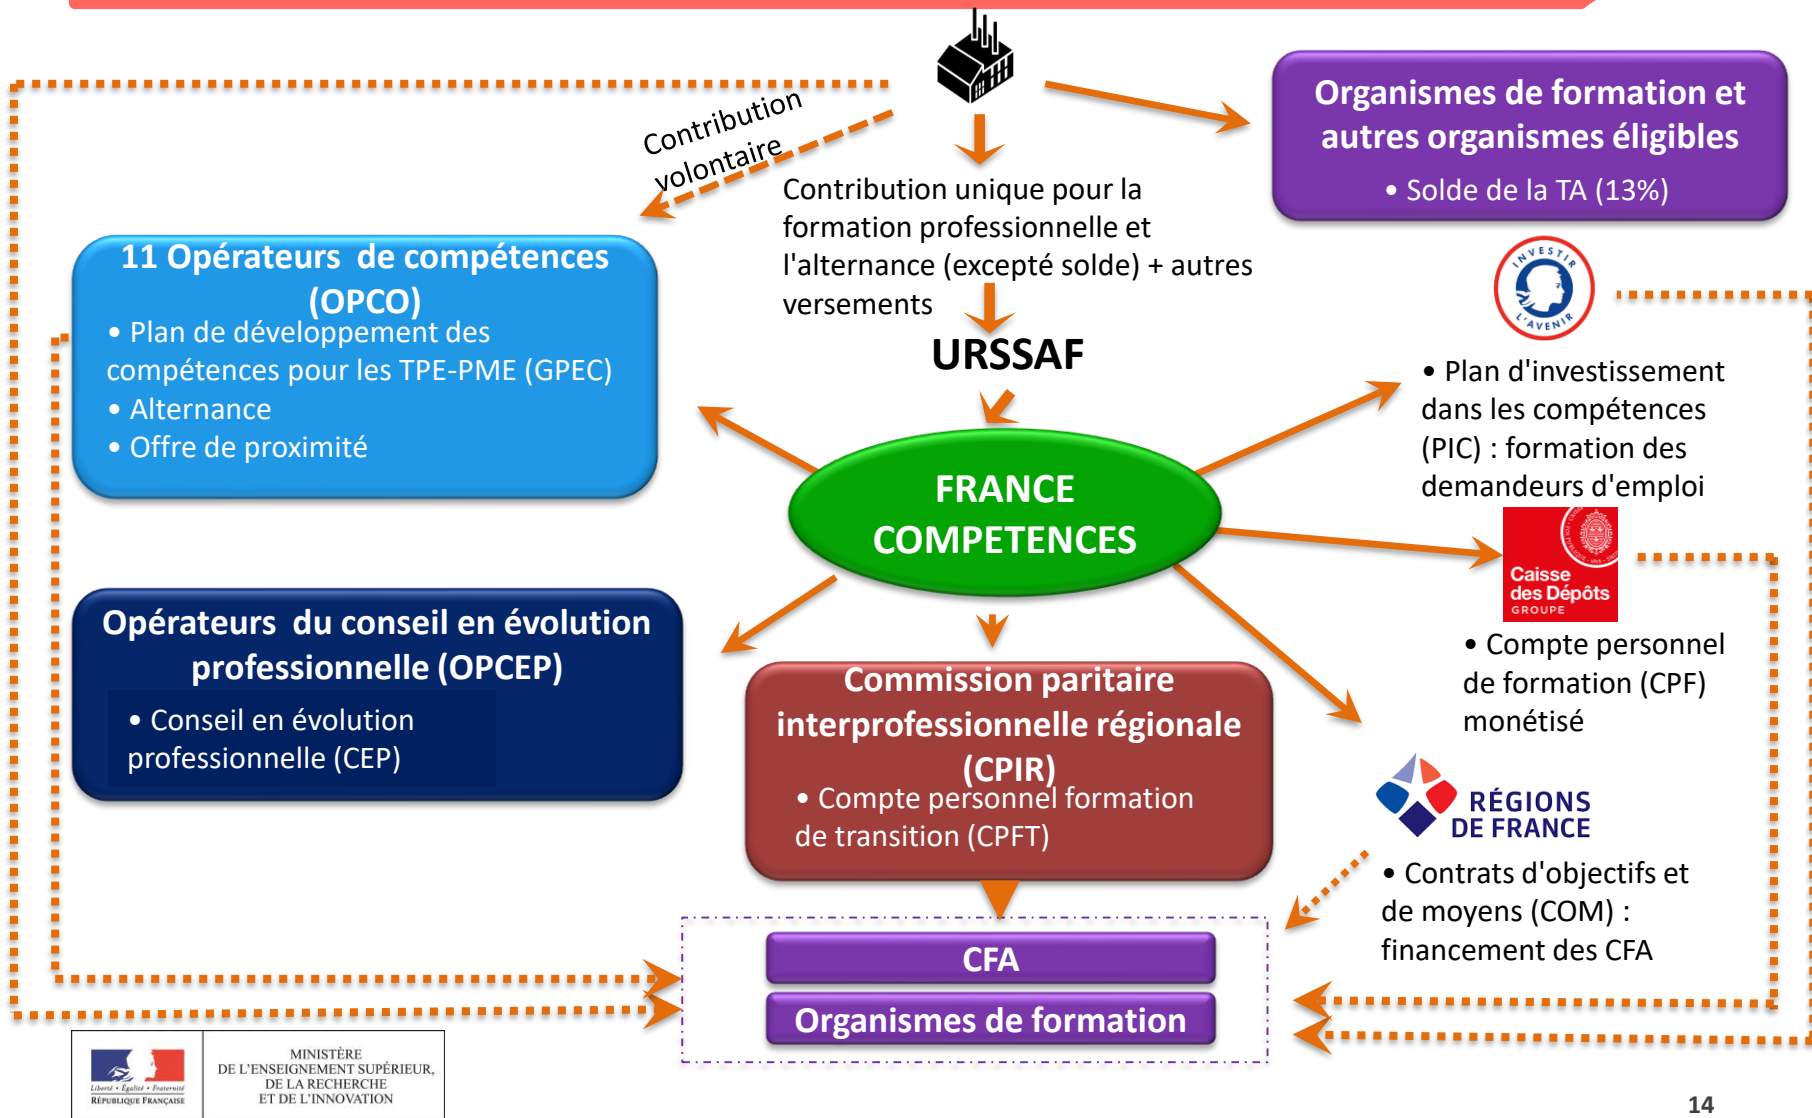 Contribution
volontaire
Organismes de formation et
autres organismes éligibles
• Solde de la TA (13%)
Contribution unique pour la
formation professionnelle et
l'alternance (excepté solde) + autres
versements
11 Opérateurs de compétences
(OPCO)
• Plan de développement des
compétences pour les TPE-PME (GPEC)
• Alternance
• Offre de proximité
INVESTIR
L'AVENIR
URSSAF
• Plan d'investissement
dans les compétences
(PIC) : formation des
demandeurs d'emploi
FRANCE
COMPETENCES
Caisse
des Dépôts
GROUPE
Opérateurs du conseil en évolution
professionnelle (OPCEP)
• Conseil en évolution
professionnelle (CEP)
• Compte personnel
de formation (CPF)
monétisé
Commission paritaire
interprofessionnelle régionale
(CPIR)
• Compte personnel formation
de transition (CPFT)
RÉGIONS
DE FRANCE
• Contrats d'objectifs et
de moyens (COM) :
financement des CFA
CFA
Organismes de formation
Liberté • Égalité • Fraternité
RÉPUBLIQUE FRANÇAISE
MINISTÈRE
DE L'ENSEIGNEMENT SUPÉRIEUR,
DE LA RECHERCHE
ET DE L'INNOVATION
14